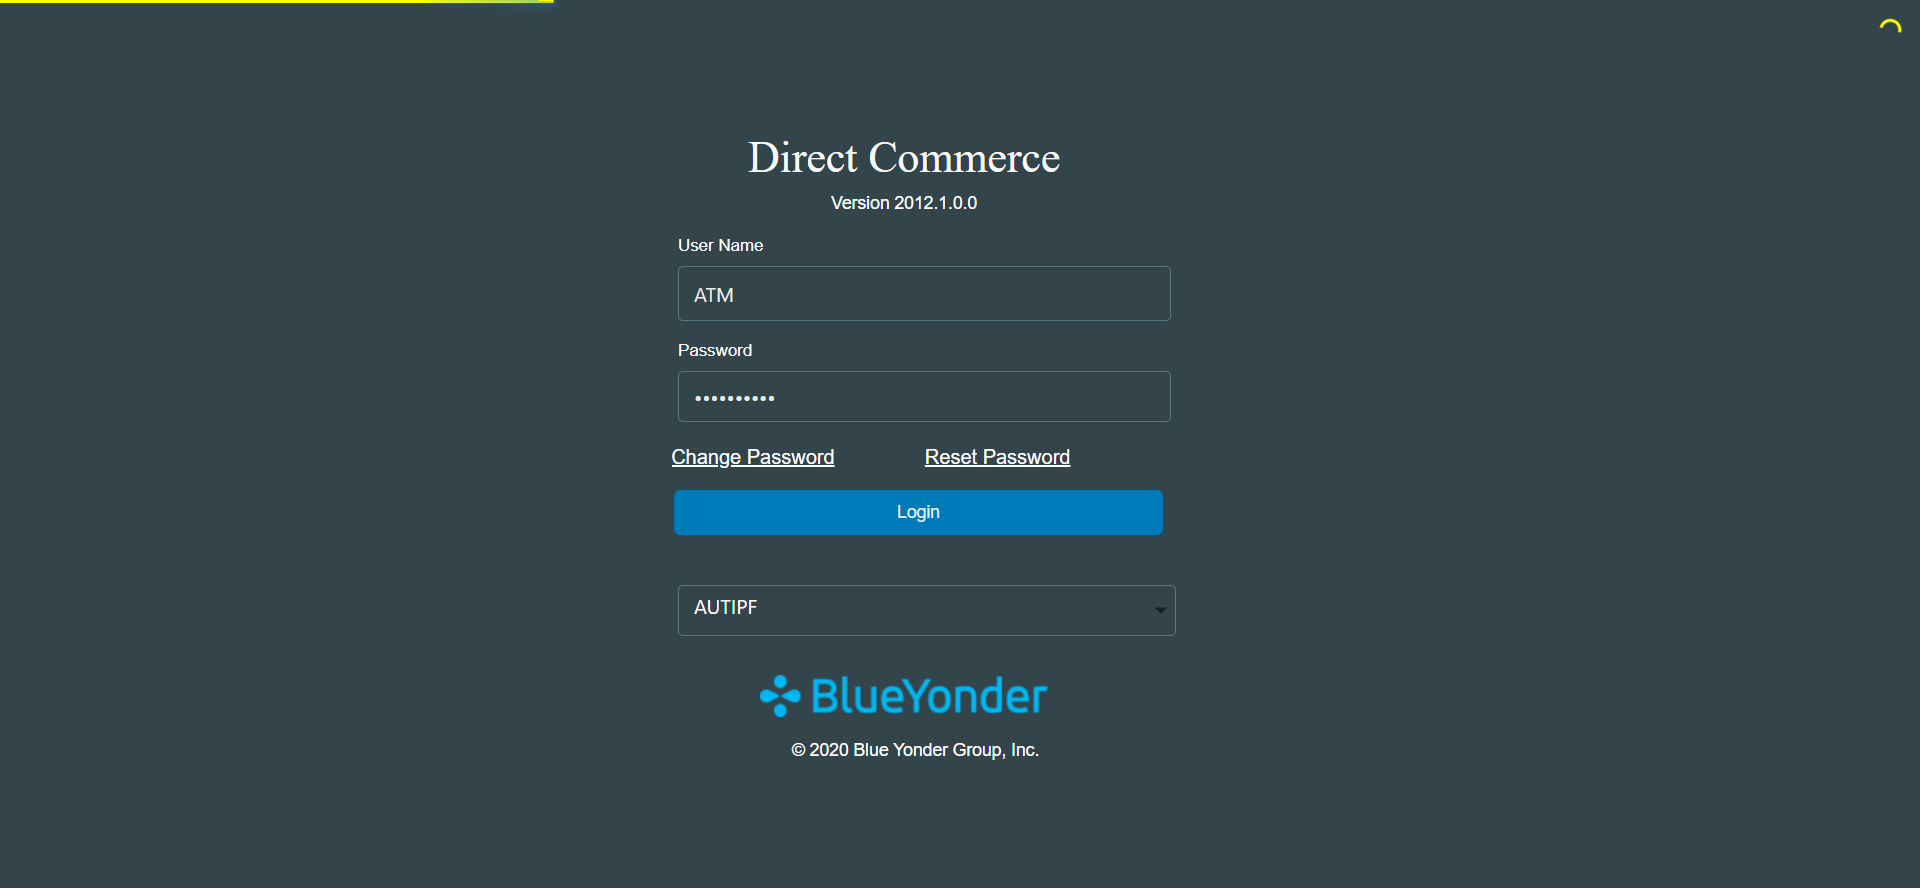 Direct Commerce
Version 2012.1.0.0
User Name
ATM
Password
••••••••••
Change Password Reset Password
Login
AUTIPF
BlueYonder
© 2020 Blue Yonder Group, Inc.